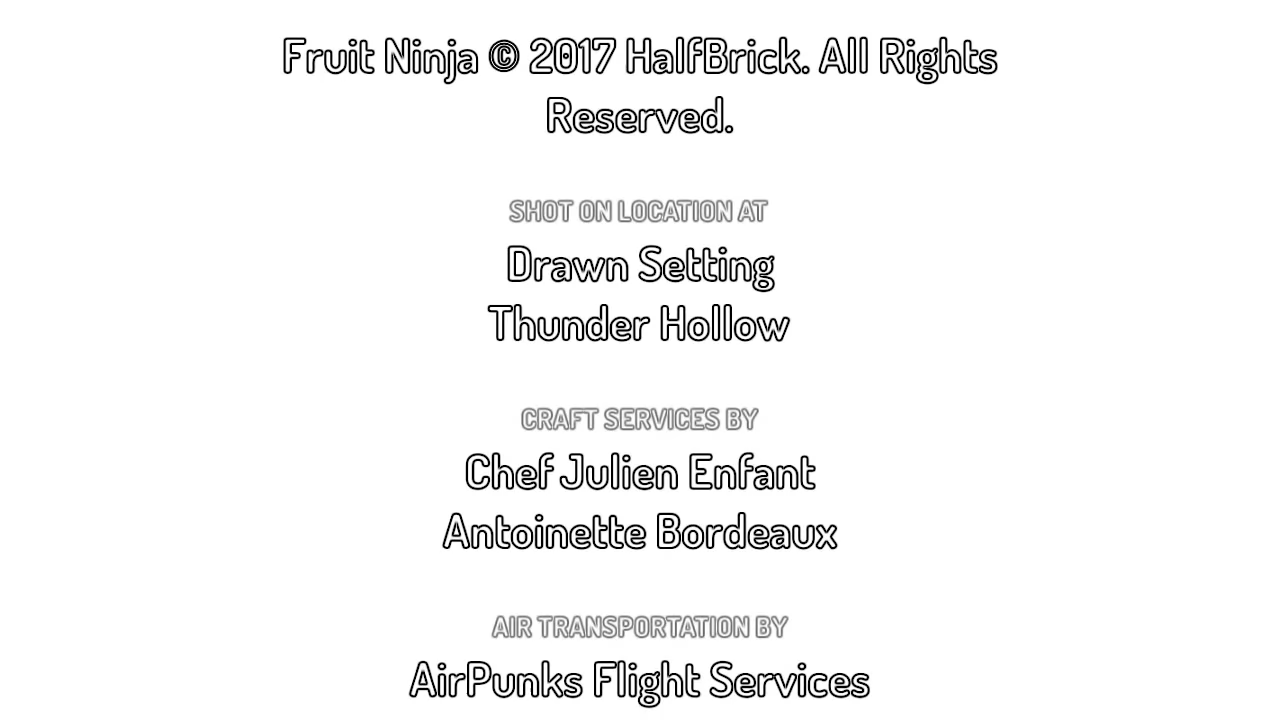 Fruit Ninja © 2017 HalfBrick. All Rights
Reserved.
SHOT ON LOCATION AT
Drawn Setting
Thunder Hollow
CRAFT SERVICES BY
Chef Julien Enfant
Antoinette Bordeaux
AIR TRANSPORTATION BY
AirPunks Flight Services